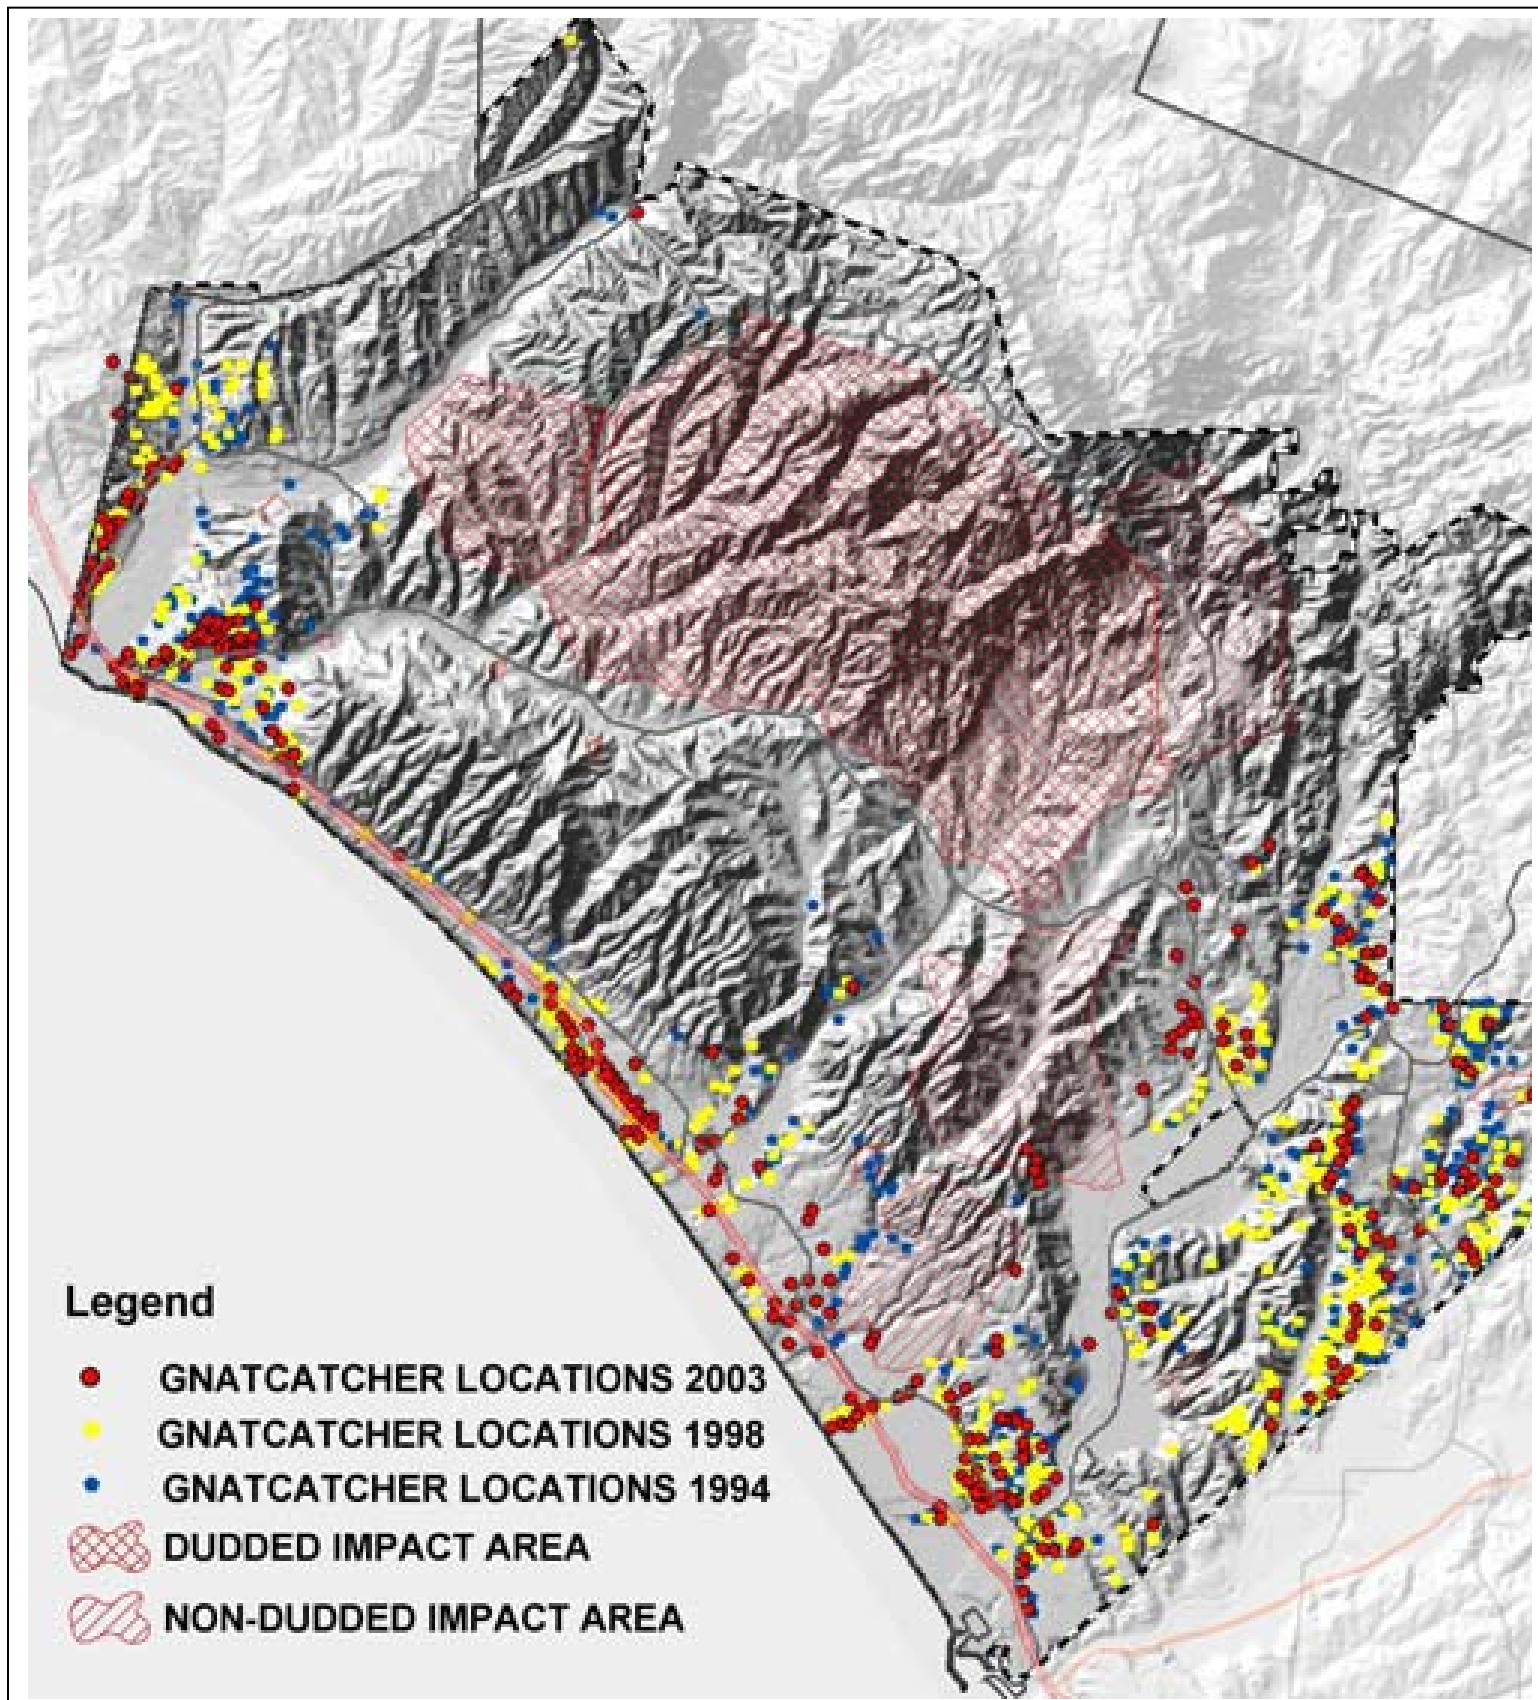 Legend
GNATCATCHER LOCATIONS 2003
GNATCATCHER LOCATIONS 1998
GNATCATCHER LOCATIONS 1994
DUDDED IMPACT AREA
NON-DUDDED IMPACT AREA